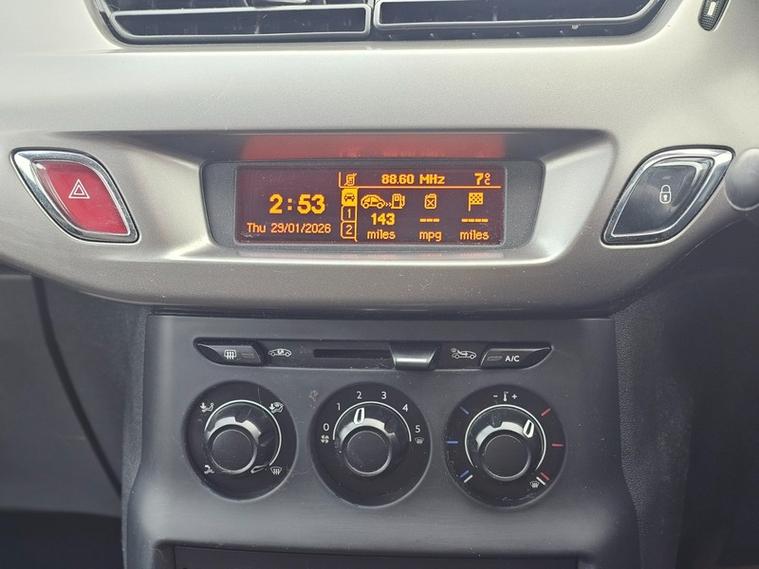 88.60 MHz 7°C
2:53
1
143 --- ----
Thu 29/01/2026
2
miles mpg miles
A/C
0 1 2 3 4 5
- +